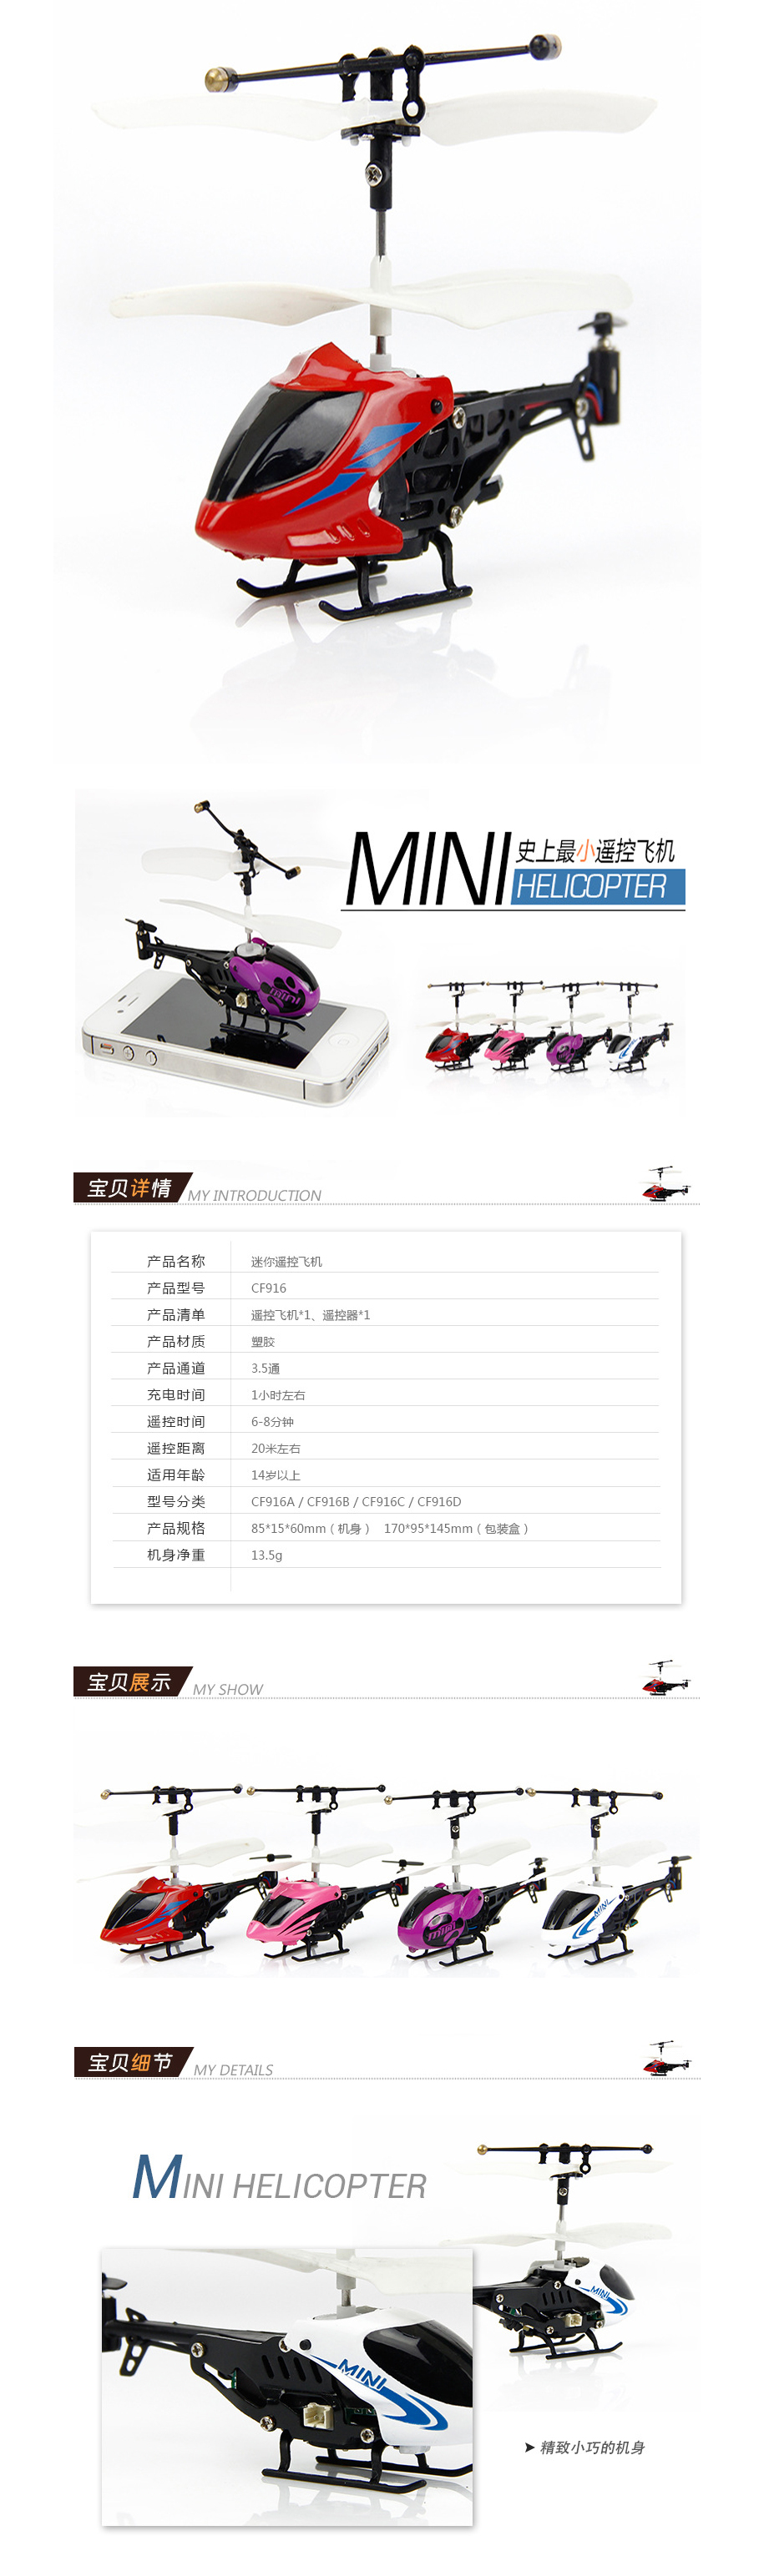 MINI 史上最小遥控飞机
HELICOPTER
mini
宝贝详情 MY INTRODUCTION
产品名称 迷你遥控飞机
产品型号 CF916
产品清单 遥控飞机*1、遥控器*1
产品材质 塑胶
产品通道 3.5通
充电时间 1小时左右
遥控时间 6-8分钟
遥控距离 20米左右
适用年龄 14岁以上
型号分类 CF916A / CF916B / CF916C / CF916D
产品规格 85*15*60mm（机身） 170*95*145mm（包装盒）
机身净重 13.5g
宝贝展示 MY SHOW
mini
MINI
宝贝细节 MY DETAILS
MINI HELICOPTER
MINI
MINI
➤ 精致小巧的机身